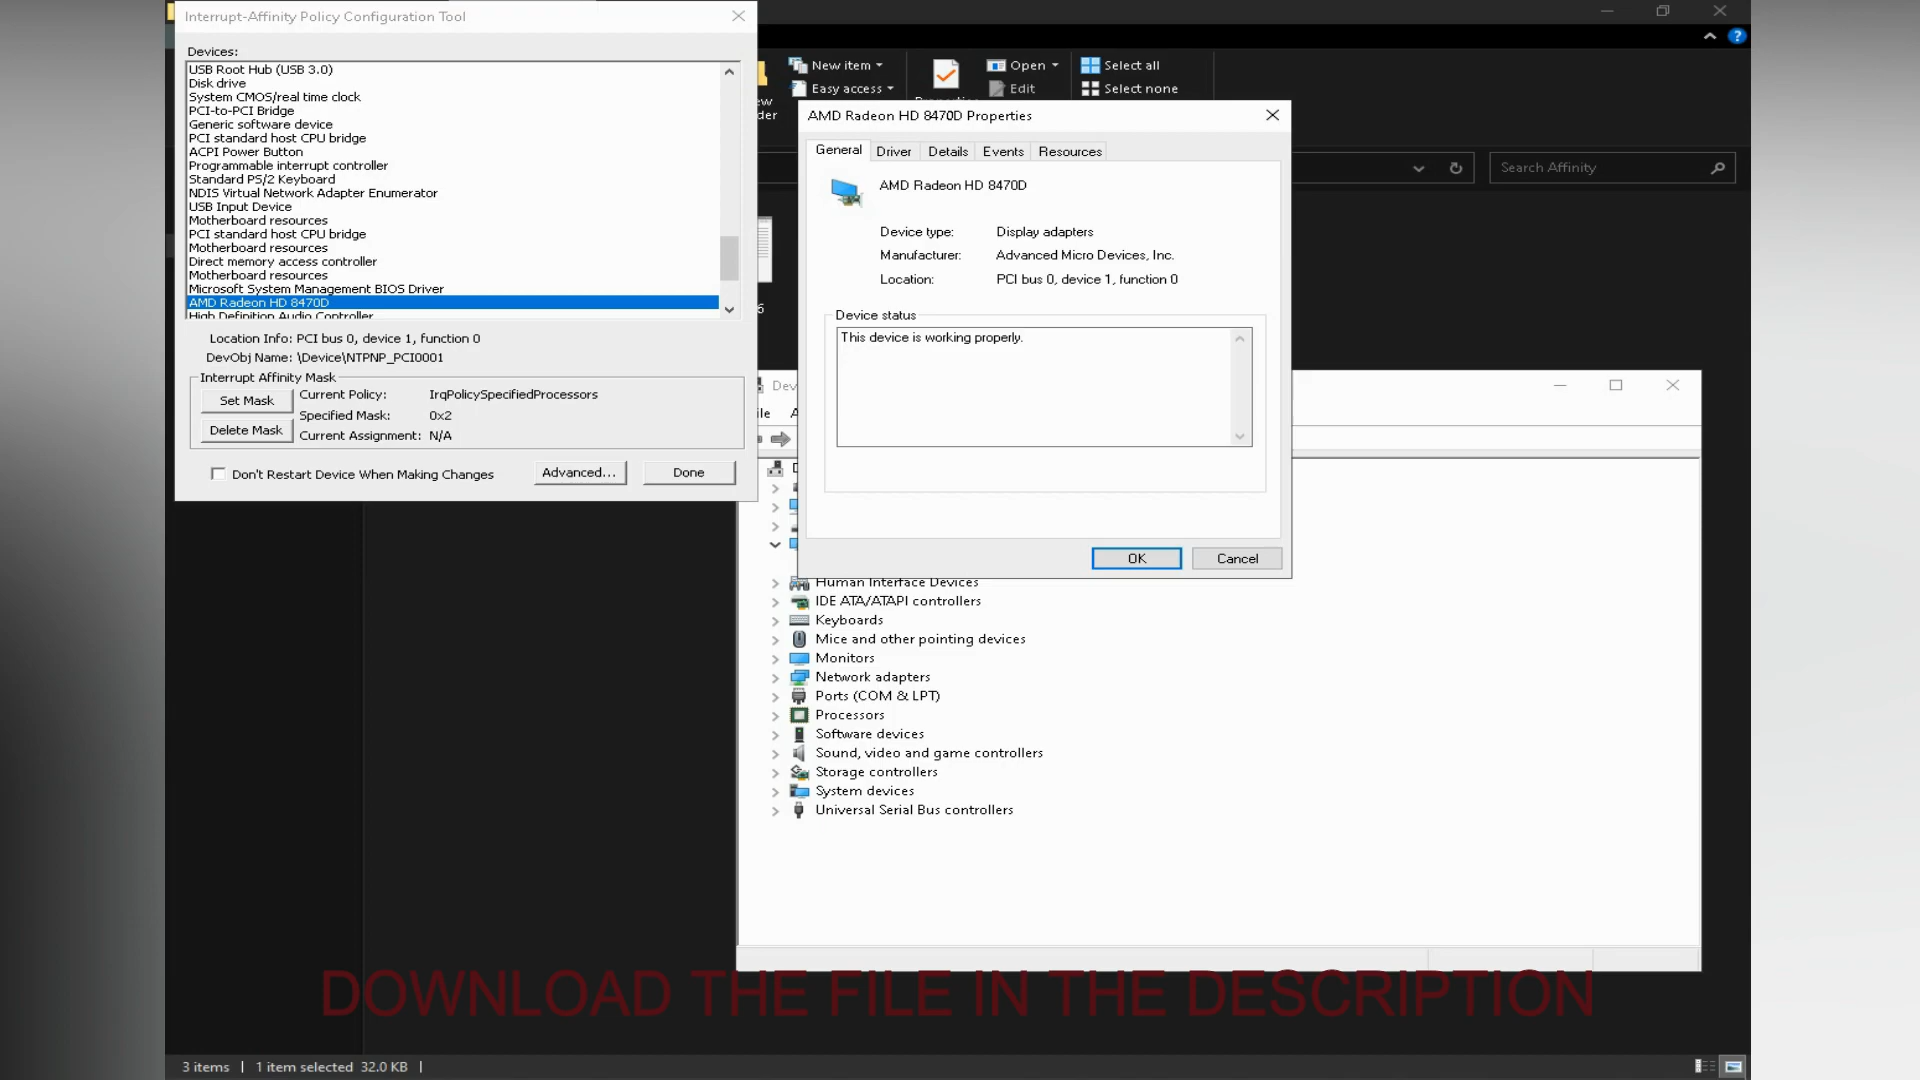 Interrupt-Affinity Policy Configuration Tool
Devices:
USB Root Hub (USB 3.0)
Disk drive
System CMOS/real time clock
PCI-to-PCI Bridge
Generic software device
PCI standard host CPU bridge
ACPI Power Button
Programmable interrupt controller
Standard PS/2 Keyboard
NDIS Virtual Network Adapter Enumerator
USB Input Device
Motherboard resources
PCI standard host CPU bridge
Motherboard resources
Direct memory access controller
Motherboard resources
Microsoft System Management BIOS Driver
AMD Radeon HD 8470D
High Definition Audio Controller
Location Info: PCI bus 0, device 1, function 0
DevObj Name: \Device\NTPNP_PCI0001
Interrupt Affinity Mask
Set Mask
Current Policy: IrqPolicySpecifiedProcessors
Specified Mask: 0x2
Delete Mask
Current Assignment: N/A
Don't Restart Device When Making Changes
Advanced...
Done
New item
Easy access
Open
Edit
Select all
Select none
Search Affinity
AMD Radeon HD 8470D Properties
General Driver Details Events Resources
AMD Radeon HD 8470D
Device type: Display adapters
Manufacturer: Advanced Micro Devices, Inc.
Location: PCI bus 0, device 1, function 0
Device status
This device is working properly.
OK
Cancel
Human Interface Devices
IDE ATA/ATAPI controllers
Keyboards
Mice and other pointing devices
Monitors
Network adapters
Ports (COM & LPT)
Processors
Software devices
Sound, video and game controllers
Storage controllers
System devices
Universal Serial Bus controllers
DOWNLOAD THE FILE IN THE DESCRIPTION
3 items | 1 item selected 32.0 KB |